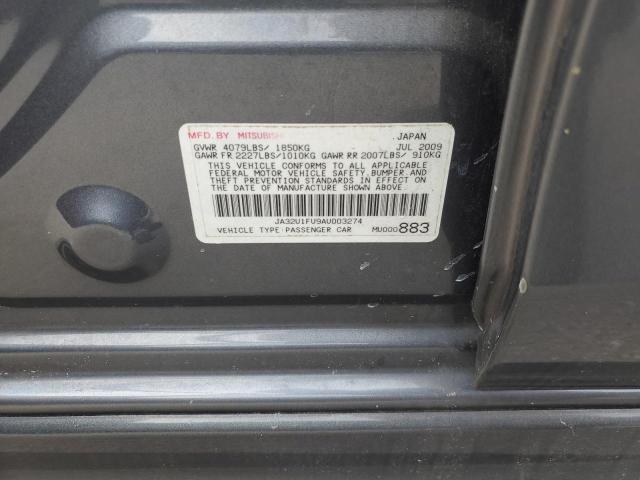 MFD. BY MITSUBISHI JAPAN
GVWR 4079LBS/ 1850KG JUL 2009
GAWR FR 2227LBS/1010KG GAWR RR 2007LBS/ 910KG
THIS VEHICLE CONFORMS TO ALL APPLICABLE
FEDERAL MOTOR VEHICLE SAFETY, BUMPER, AND
THEFT PREVENTION STANDARDS IN EFFECT ON
THE DATE OF MANUFACTURE SHOWN ABOVE.
JA32U1FU9AU003274
VEHICLE TYPE:PASSENGER CAR MU000883